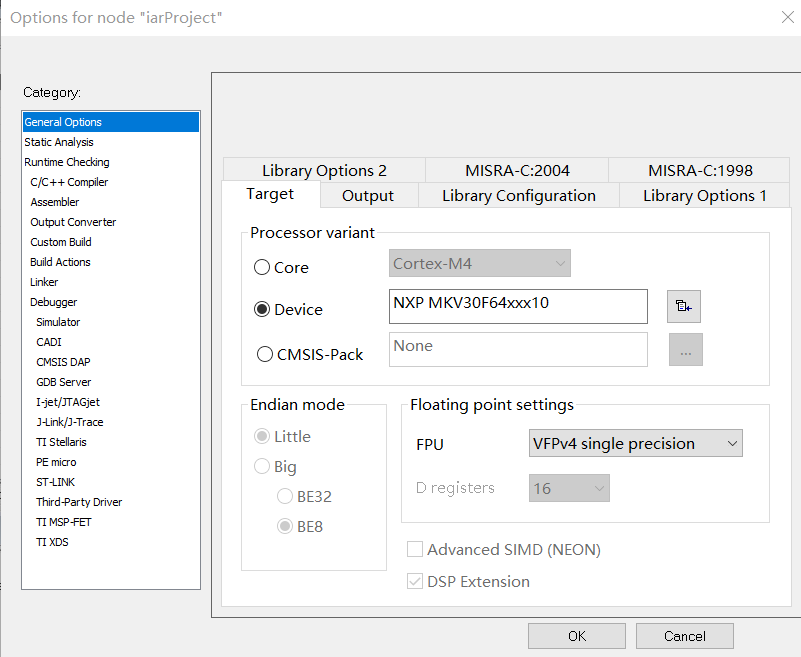 Options for node "iarProject"
Category:
General Options
Static Analysis
Runtime Checking
C/C++ Compiler
Assembler
Output Converter
Custom Build
Build Actions
Linker
Debugger
Simulator
CADI
CMSIS DAP
GDB Server
I-jet/JTAGjet
J-Link/J-Trace
TI Stellaris
PE micro
ST-LINK
Third-Party Driver
TI MSP-FET
TI XDS
Library Options 2 MISRA-C:2004 MISRA-C:1998
Target Output Library Configuration Library Options 1
Processor variant
Core Cortex-M4
Device NXP MKV30F64xxx10
CMSIS-Pack None ...
Endian mode
Little
Big
BE32
BE8
Floating point settings
FPU VFPv4 single precision
D registers 16
Advanced SIMD (NEON)
DSP Extension
OK Cancel